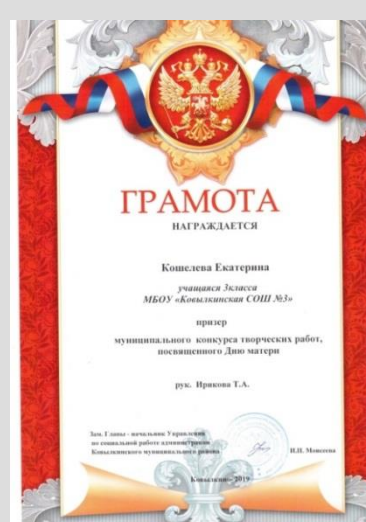 ГРАМОТА
НАГРАЖДАЕТСЯ
Кошелева Екатерина
учащаяся 3класса
МБОУ «Ковылкинская СОШ №3»
призер
муниципального конкурса творческих работ,
посвященного Дню матери
рук. Ирикова Т.А.
Зам. Главы - начальник Управления
по социальной работе администрации
Ковылкинского муниципального района
И.Н. Моисеева
Ковылкино 2019